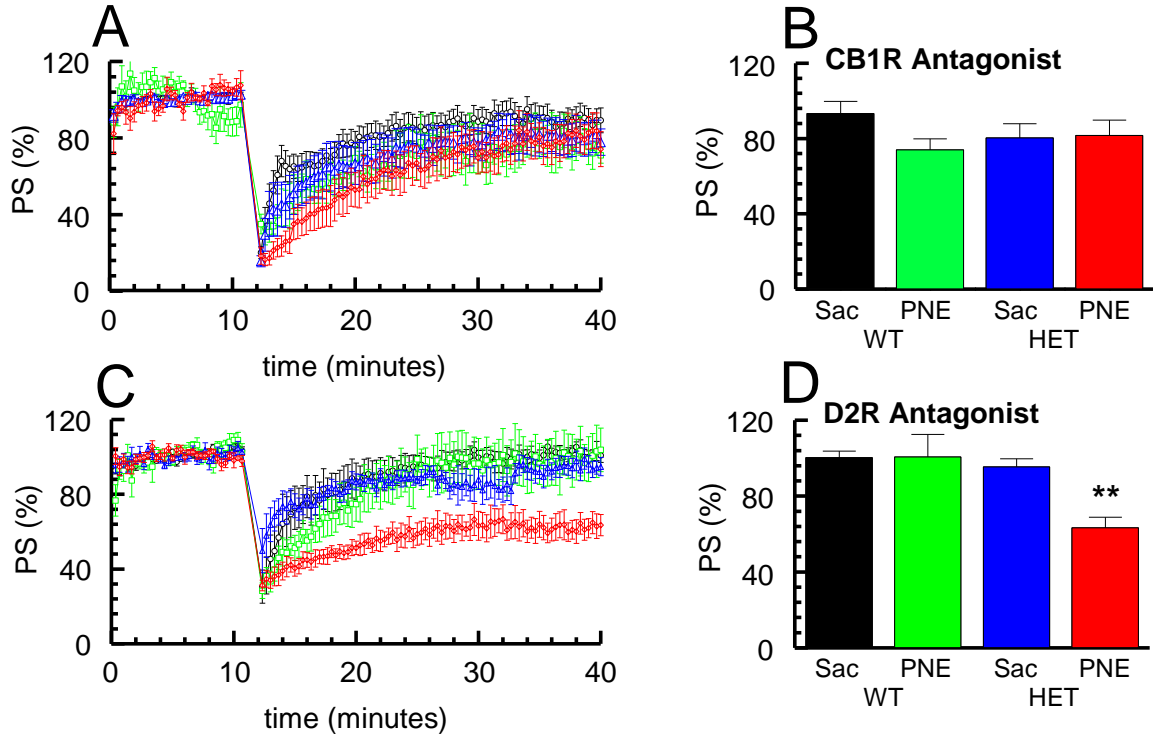 A
120
80
40
0
PS (%)
0 10 20 30 40
time (minutes)
B
CB1R Antagonist
120
80
40
0
PS (%)
Sac PNE Sac PNE
WT HET
C
120
80
40
0
PS (%)
0 10 20 30 40
time (minutes)
D
D2R Antagonist
120
80
40
0
PS (%)
**
Sac PNE Sac PNE
WT HET